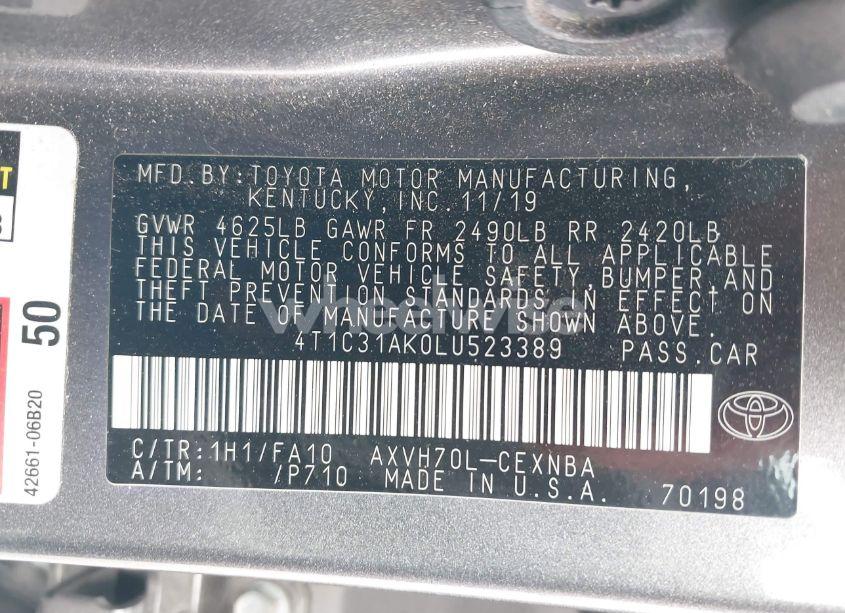 MFD.BY:TOYOTA MOTOR MANUFACTURING,
KENTUCKY,INC.11/19
GVWR 4625LB GAWR FR 2490LB RR 2420LB
THIS VEHICLE CONFORMS TO ALL APPLICABLE
FEDERAL MOTOR VEHICLE SAFETY,BUMPER,AND
THEFT PREVENTION STANDARDS IN EFFECT ON
THE DATE OF MANUFACTURE SHOWN ABOVE.
4T1C31AK0LU523389 PASS.CAR
C/TR:1H1/FA10 AXVH70L-CEXNBA
A/TM: /P710 MADE IN U.S.A. 70198
50
42661-06B20